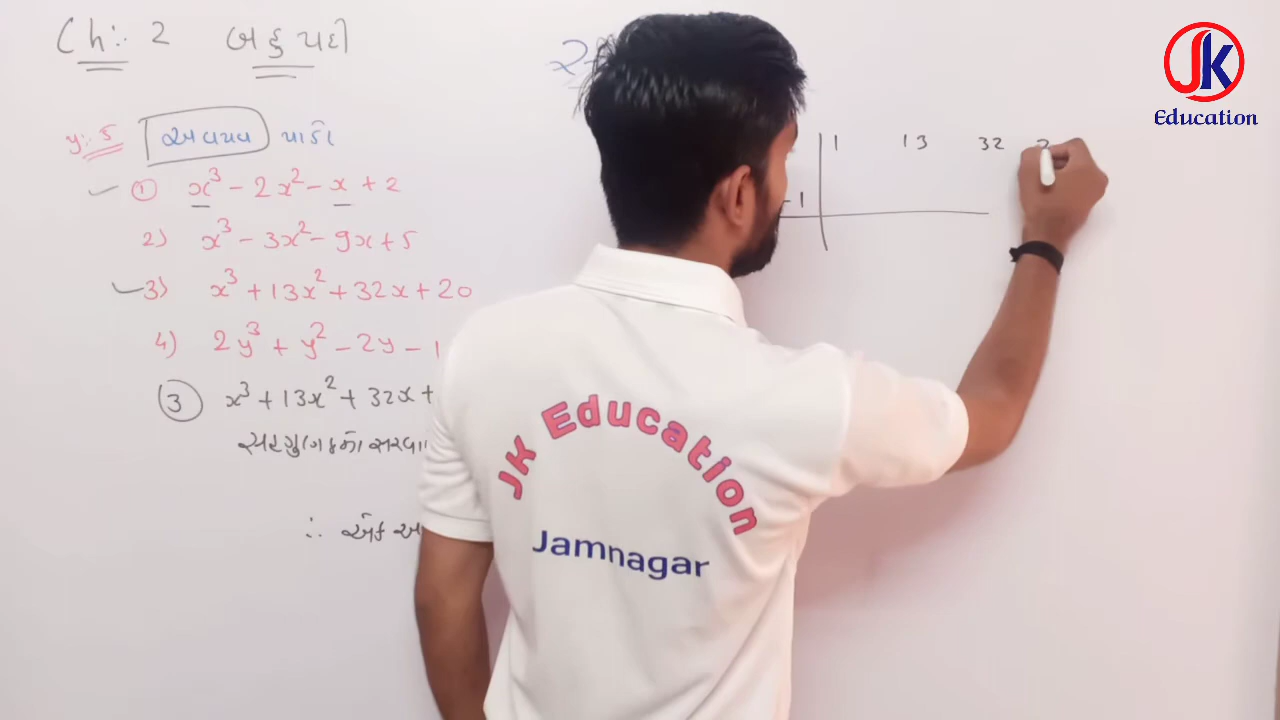 Ch:- 2 બહુપદી
y:- 5 અવયવ પાડો
① x³ - 2x² - x + 2
2) x³ - 3x² - 9x + 5
3) x³ + 13x² + 32x + 20
4) 2y³ + y² - 2y - 1
③ x³ + 13x² + 32x +
1 13 32
-1
JK Education
Jamnagar
JK
Education